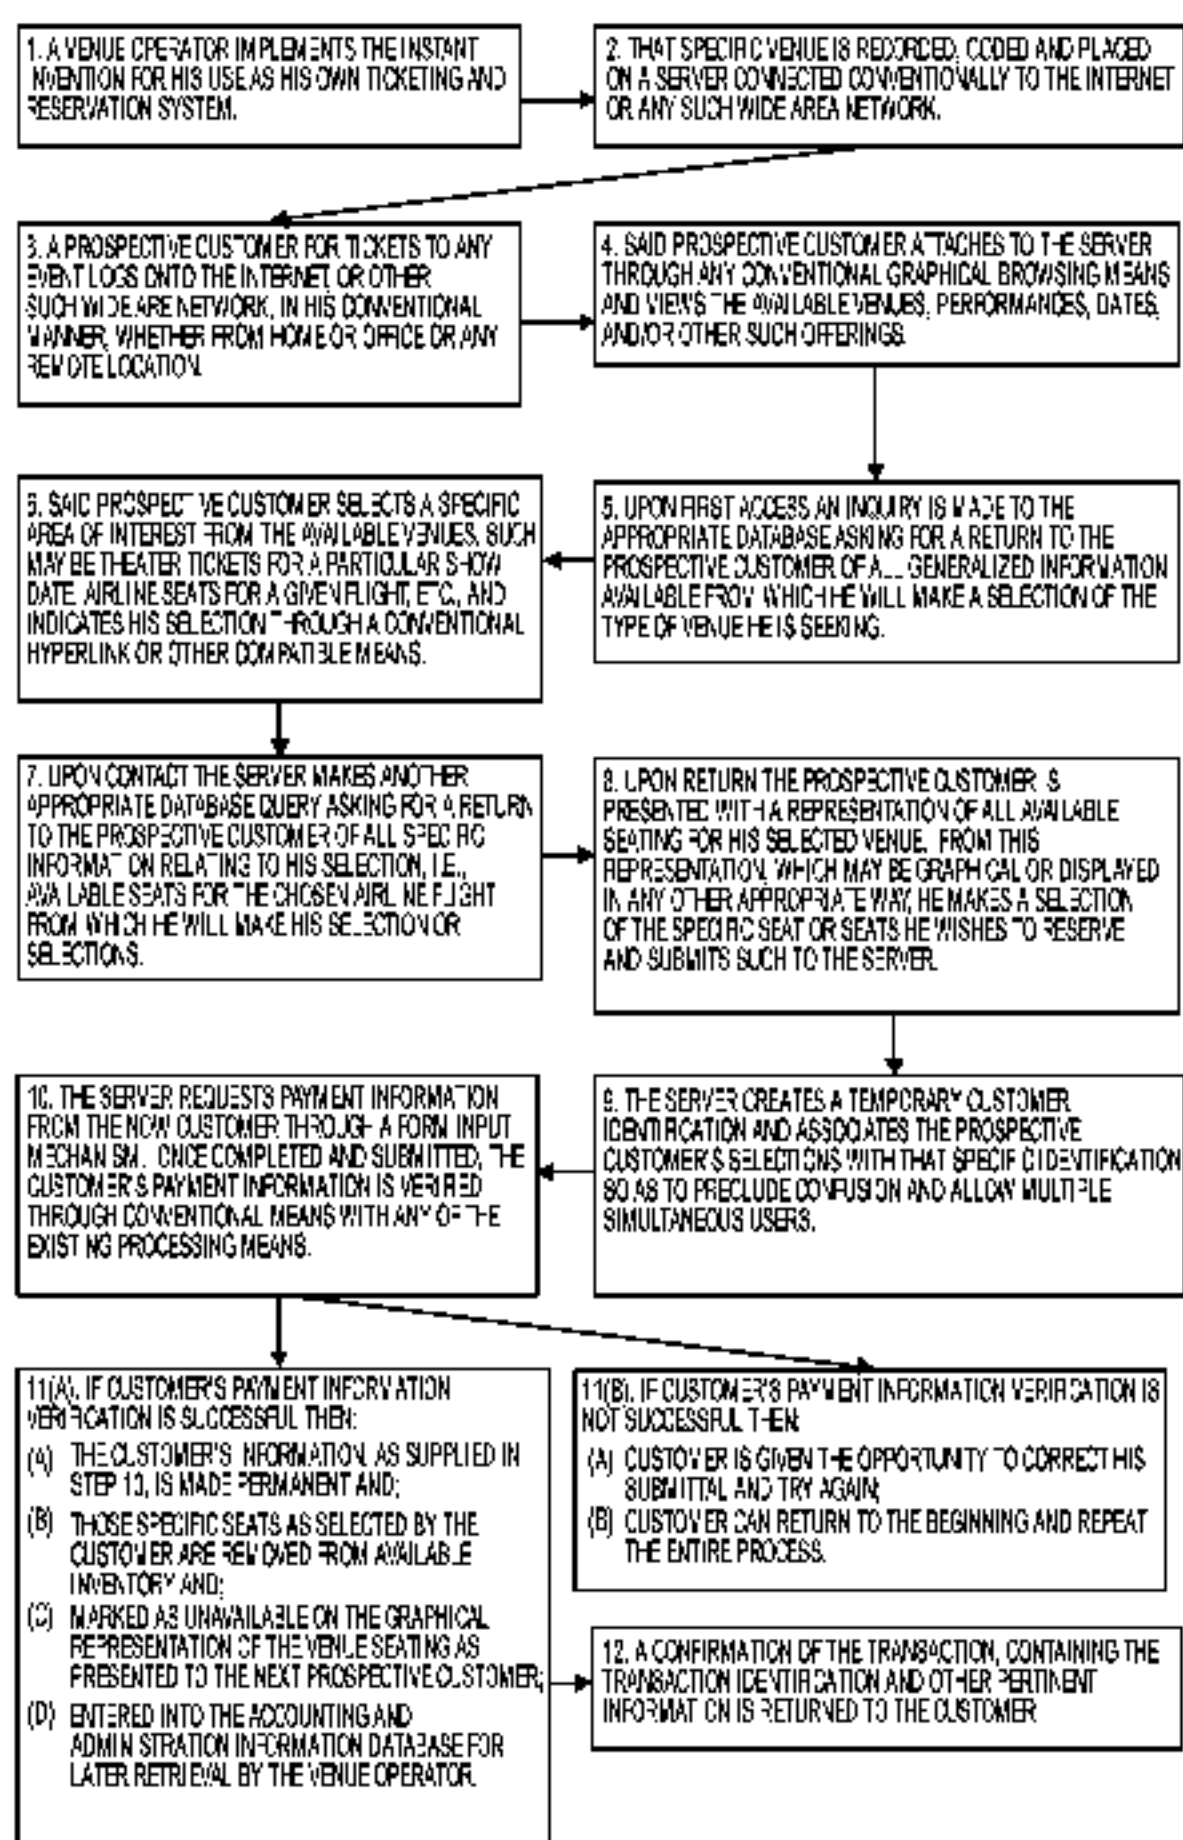 1. A VENUE OPERATOR IMPLEMENTS THE INSTANT
INVENTION FOR HIS USE AS HIS OWN TICKETING AND
RESERVATION SYSTEM.
2. THAT SPECIFIC VENUE IS RECORDED, CODED AND PLACED
ON A SERVER CONNECTED CONVENTIONALLY TO THE INTERNET
OR ANY SUCH WIDE AREA NETWORK.
3. A PROSPECTIVE CUSTOMER FOR TICKETS TO ANY
EVENT LOGS ONTO THE INTERNET, OR OTHER
SUCH WIDE ARE NETWORK, IN HIS CONVENTIONAL
MANNER, WHETHER FROM HOME OR OFFICE OR ANY
REMOTE LOCATION.
4. SAID PROSPECTIVE CUSTOMER ATTACHES TO THE SERVER
THROUGH ANY CONVENTIONAL GRAPHICAL BROWSING MEANS
AND VIEWS THE AVAILABLE VENUES, PERFORMANCES, DATES,
AND/OR OTHER SUCH OFFERINGS.
5. UPON FIRST ACCESS AN INQUIRY IS MADE TO THE
APPROPRIATE DATABASE ASKING FOR A RETURN TO THE
PROSPECTIVE CUSTOMER OF ALL GENERALIZED INFORMATION
AVAILABLE FROM WHICH HE WILL MAKE A SELECTION OF THE
TYPE OF VENUE HE IS SEEKING.
6. SAID PROSPECTIVE CUSTOMER SELECTS A SPECIFIC
AREA OF INTEREST FROM THE AVAILABLE VENUES. SUCH
MAY BE THEATER TICKETS FOR A PARTICULAR SHOW
DATE, AIRLINE SEATS FOR A GIVEN FLIGHT, ETC., AND
INDICATES HIS SELECTION THROUGH A CONVENTIONAL
HYPERLINK OR OTHER COMPATIBLE MEANS.
7. UPON CONTACT THE SERVER MAKES ANOTHER
APPROPRIATE DATABASE QUERY ASKING FOR A RETURN
TO THE PROSPECTIVE CUSTOMER OF ALL SPECIFIC
INFORMATION RELATING TO HIS SELECTION, I.E.,
AVAILABLE SEATS FOR THE CHOSEN AIRLINE FLIGHT
FROM WHICH HE WILL MAKE HIS SELECTION OR
SELECTIONS.
8. UPON RETURN THE PROSPECTIVE CUSTOMER IS
PRESENTED WITH A REPRESENTATION OF ALL AVAILABLE
SEATING FOR HIS SELECTED VENUE. FROM THIS
REPRESENTATION, WHICH MAY BE GRAPHICAL OR DISPLAYED
IN ANY OTHER APPROPRIATE WAY, HE MAKES A SELECTION
OF THE SPECIFIC SEAT OR SEATS HE WISHES TO RESERVE
AND SUBMITS SUCH TO THE SERVER.
9. THE SERVER CREATES A TEMPORARY CUSTOMER
IDENTIFICATION AND ASSOCIATES THE PROSPECTIVE
CUSTOMER'S SELECTIONS WITH THAT SPECIFIC IDENTIFICATION
SO AS TO PRECLUDE CONFUSION AND ALLOW MULTIPLE
SIMULTANEOUS USERS.
10. THE SERVER REQUESTS PAYMENT INFORMATION
FROM THE NOW CUSTOMER THROUGH A FORM INPUT
MECHANISM. ONCE COMPLETED AND SUBMITTED, THE
CUSTOMER'S PAYMENT INFORMATION IS VERIFIED
THROUGH CONVENTIONAL MEANS WITH ANY OF THE
EXISTING PROCESSING MEANS.
11(A). IF CUSTOMER'S PAYMENT INFORMATION
VERIFICATION IS SUCCESSFUL THEN:
(A) THE CUSTOMER'S INFORMATION, AS SUPPLIED IN
STEP 10, IS MADE PERMANENT AND;
(B) THOSE SPECIFIC SEATS AS SELECTED BY THE
CUSTOMER ARE REMOVED FROM AVAILABLE
INVENTORY AND;
(C) MARKED AS UNAVAILABLE ON THE GRAPHICAL
REPRESENTATION OF THE VENUE SEATING AS
PRESENTED TO THE NEXT PROSPECTIVE CUSTOMER;
(D) ENTERED INTO THE ACCOUNTING AND
ADMINISTRATION INFORMATION DATABASE FOR
LATER RETRIEVAL BY THE VENUE OPERATOR.
11(B). IF CUSTOMER'S PAYMENT INFORMATION VERIFICATION IS
NOT SUCCESSFUL THEN:
(A) CUSTOMER IS GIVEN THE OPPORTUNITY TO CORRECT HIS
SUBMITTAL AND TRY AGAIN;
(B) CUSTOMER CAN RETURN TO THE BEGINNING AND REPEAT
THE ENTIRE PROCESS.
12. A CONFIRMATION OF THE TRANSACTION, CONTAINING THE
TRANSACTION IDENTIFICATION AND OTHER PERTINENT
INFORMATION IS RETURNED TO THE CUSTOMER